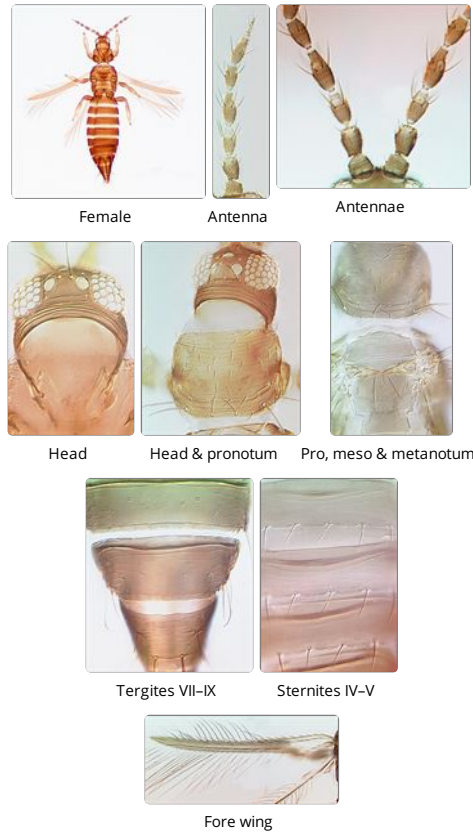 Female
Antenna
Antennae
Head
Head & pronotum
Pro, meso & metanotum
Tergites VII–IX
Sternites IV–V
Fore wing